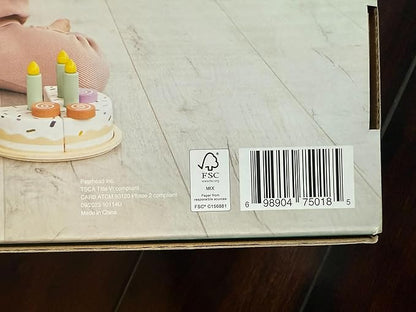 Pearhead Inc.
TSCA Title VI compliant
CARB ATCM 93120 Phase 2 compliant
Made in China
FSC
MIX
Paper from
responsible sources
FSC® C156881
6 98904 75018 5